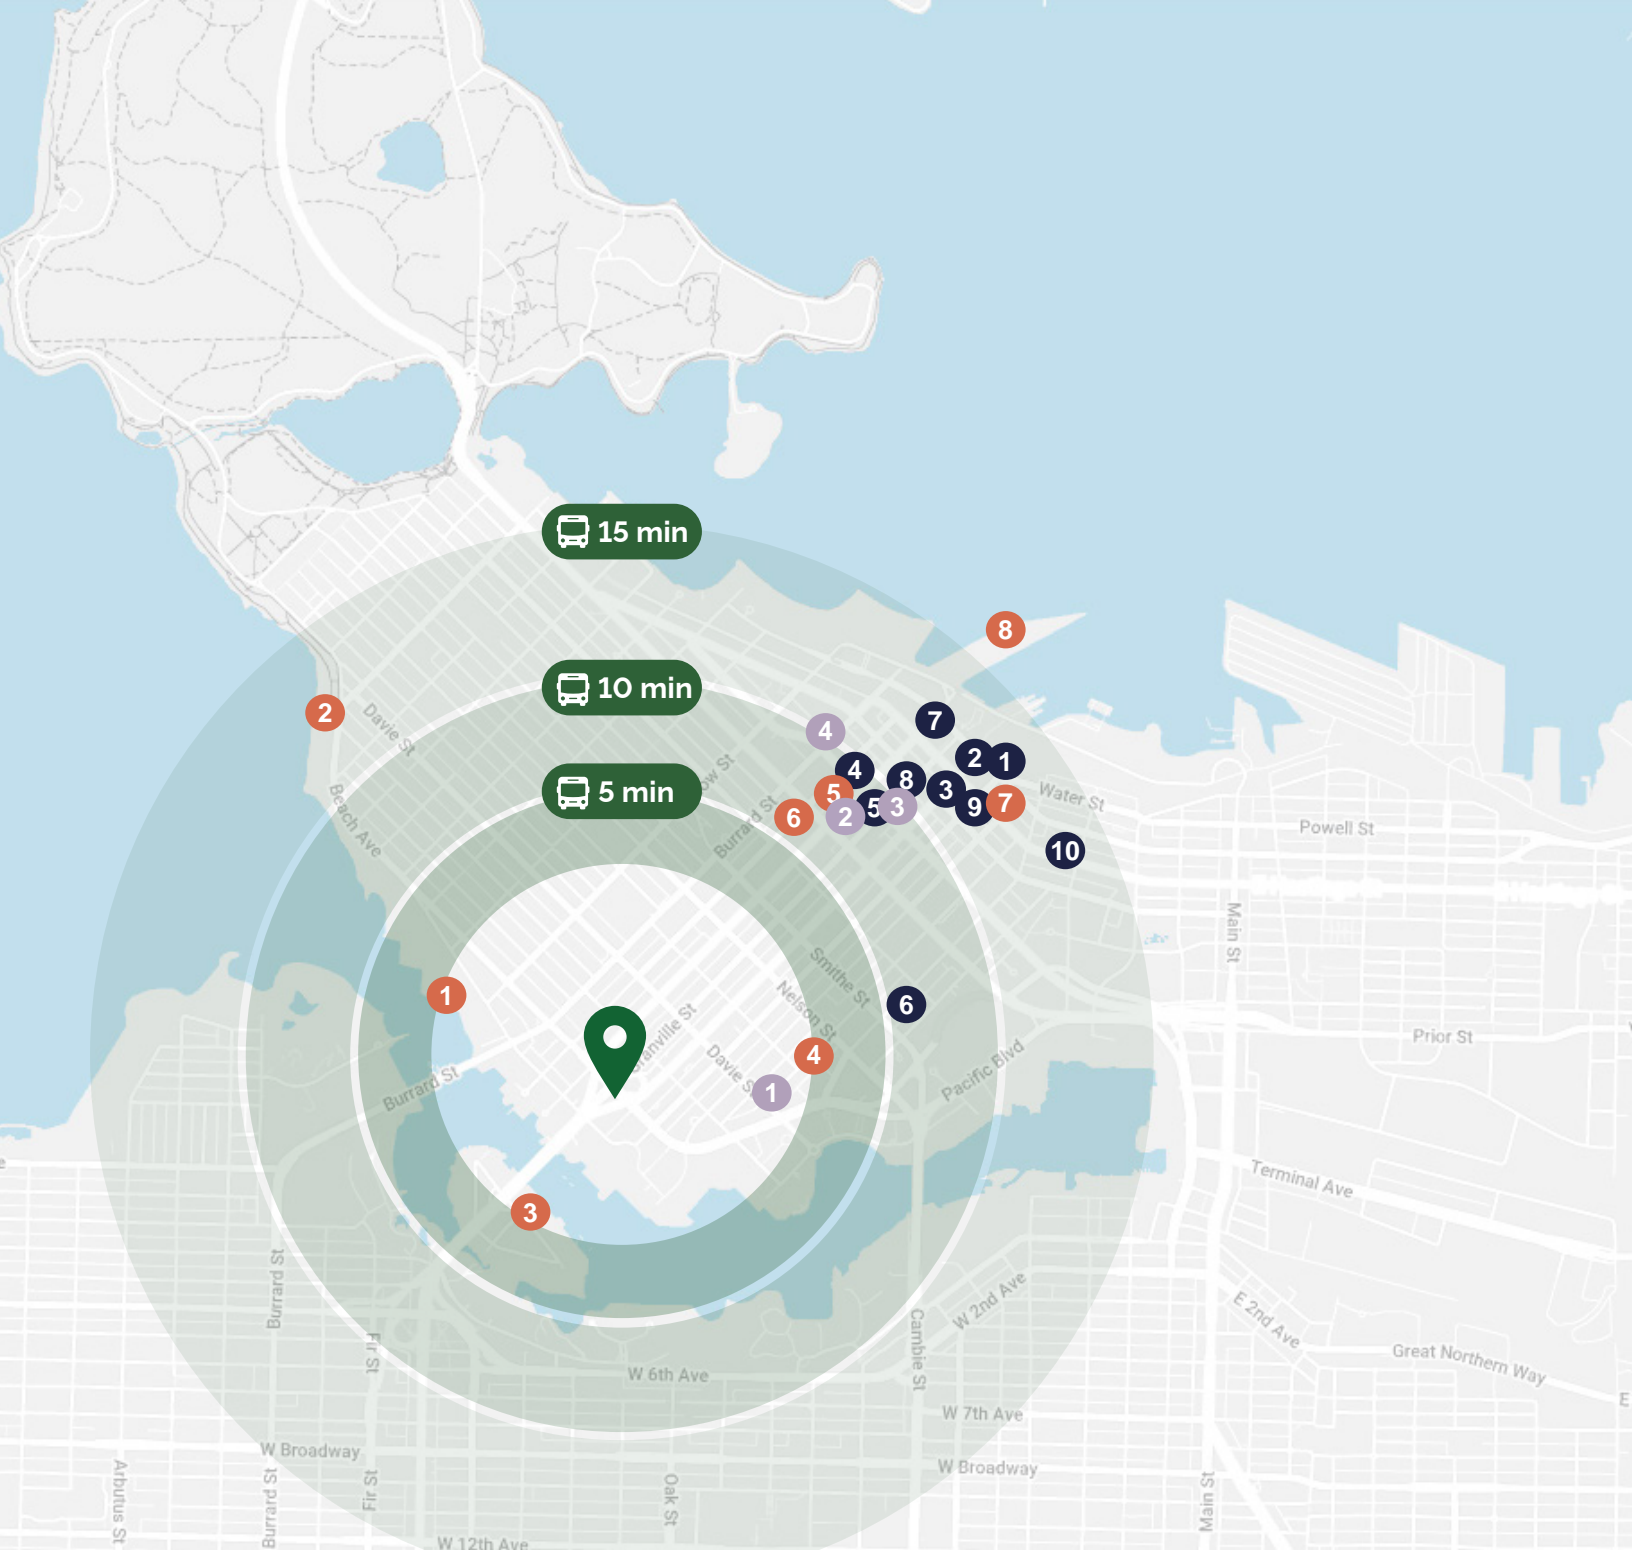 15 min
8
2
Davie St
10 min
4
7
2
1
4
8
3
5
9
7
Water St
5 min
6
2
5
3
Burrard St
Powell St
Beach Ave
10
Main St
Smithe St
1
Nelson St
6
Granville St
4
Prior St
Davie S
1
Pacific Blvd
Burrard St
Terminal Ave
3
Burrard St
Fir St
W 2nd Ave
E 2nd Ave
Cambie St
Great Northern Way
W 6th Ave
E
W 7th Ave
W Broadway
W Broadway
Arbutus St
Burrard St
Fir St
Oak St
Main St
W 12th Ave